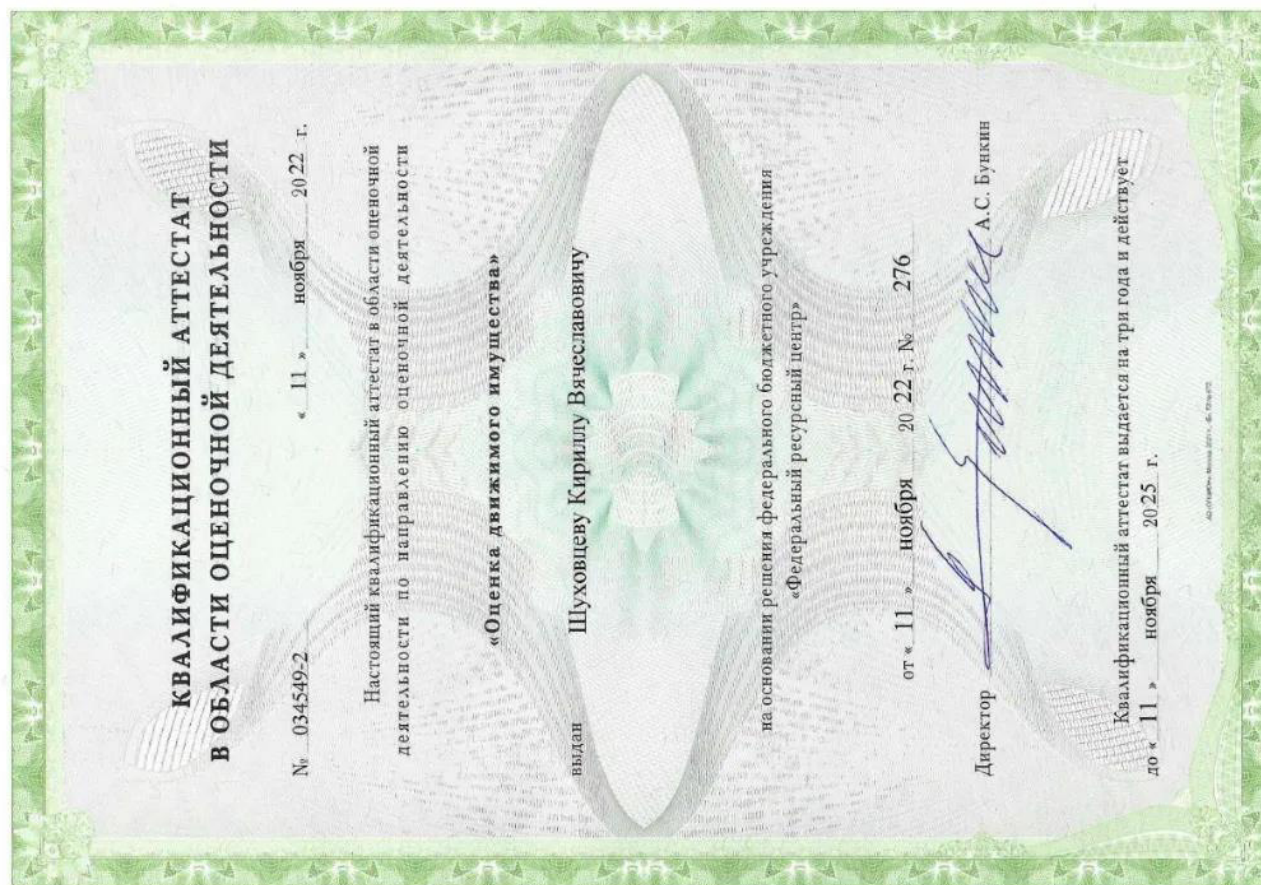 КВАЛИФИКАЦИОННЫЙ АТТЕСТАТ
В ОБЛАСТИ ОЦЕНОЧНОЙ ДЕЯТЕЛЬНОСТИ
№ 034549-2 « 11 » ноября 2022 г.
Настоящий квалификационный аттестат в области оценочной
деятельности по направлению оценочной деятельности
«Оценка движимого имущества»
выдан Шуховцеву Кириллу Вячеславовичу
на основании решения федерального бюджетного учреждения
«Федеральный ресурсный центр»
от « 11 » ноября 20 22 г. № 276
Директор А.С. Бункин
Квалификационный аттестат выдается на три года и действует
до « 11 » ноября 2025 г.